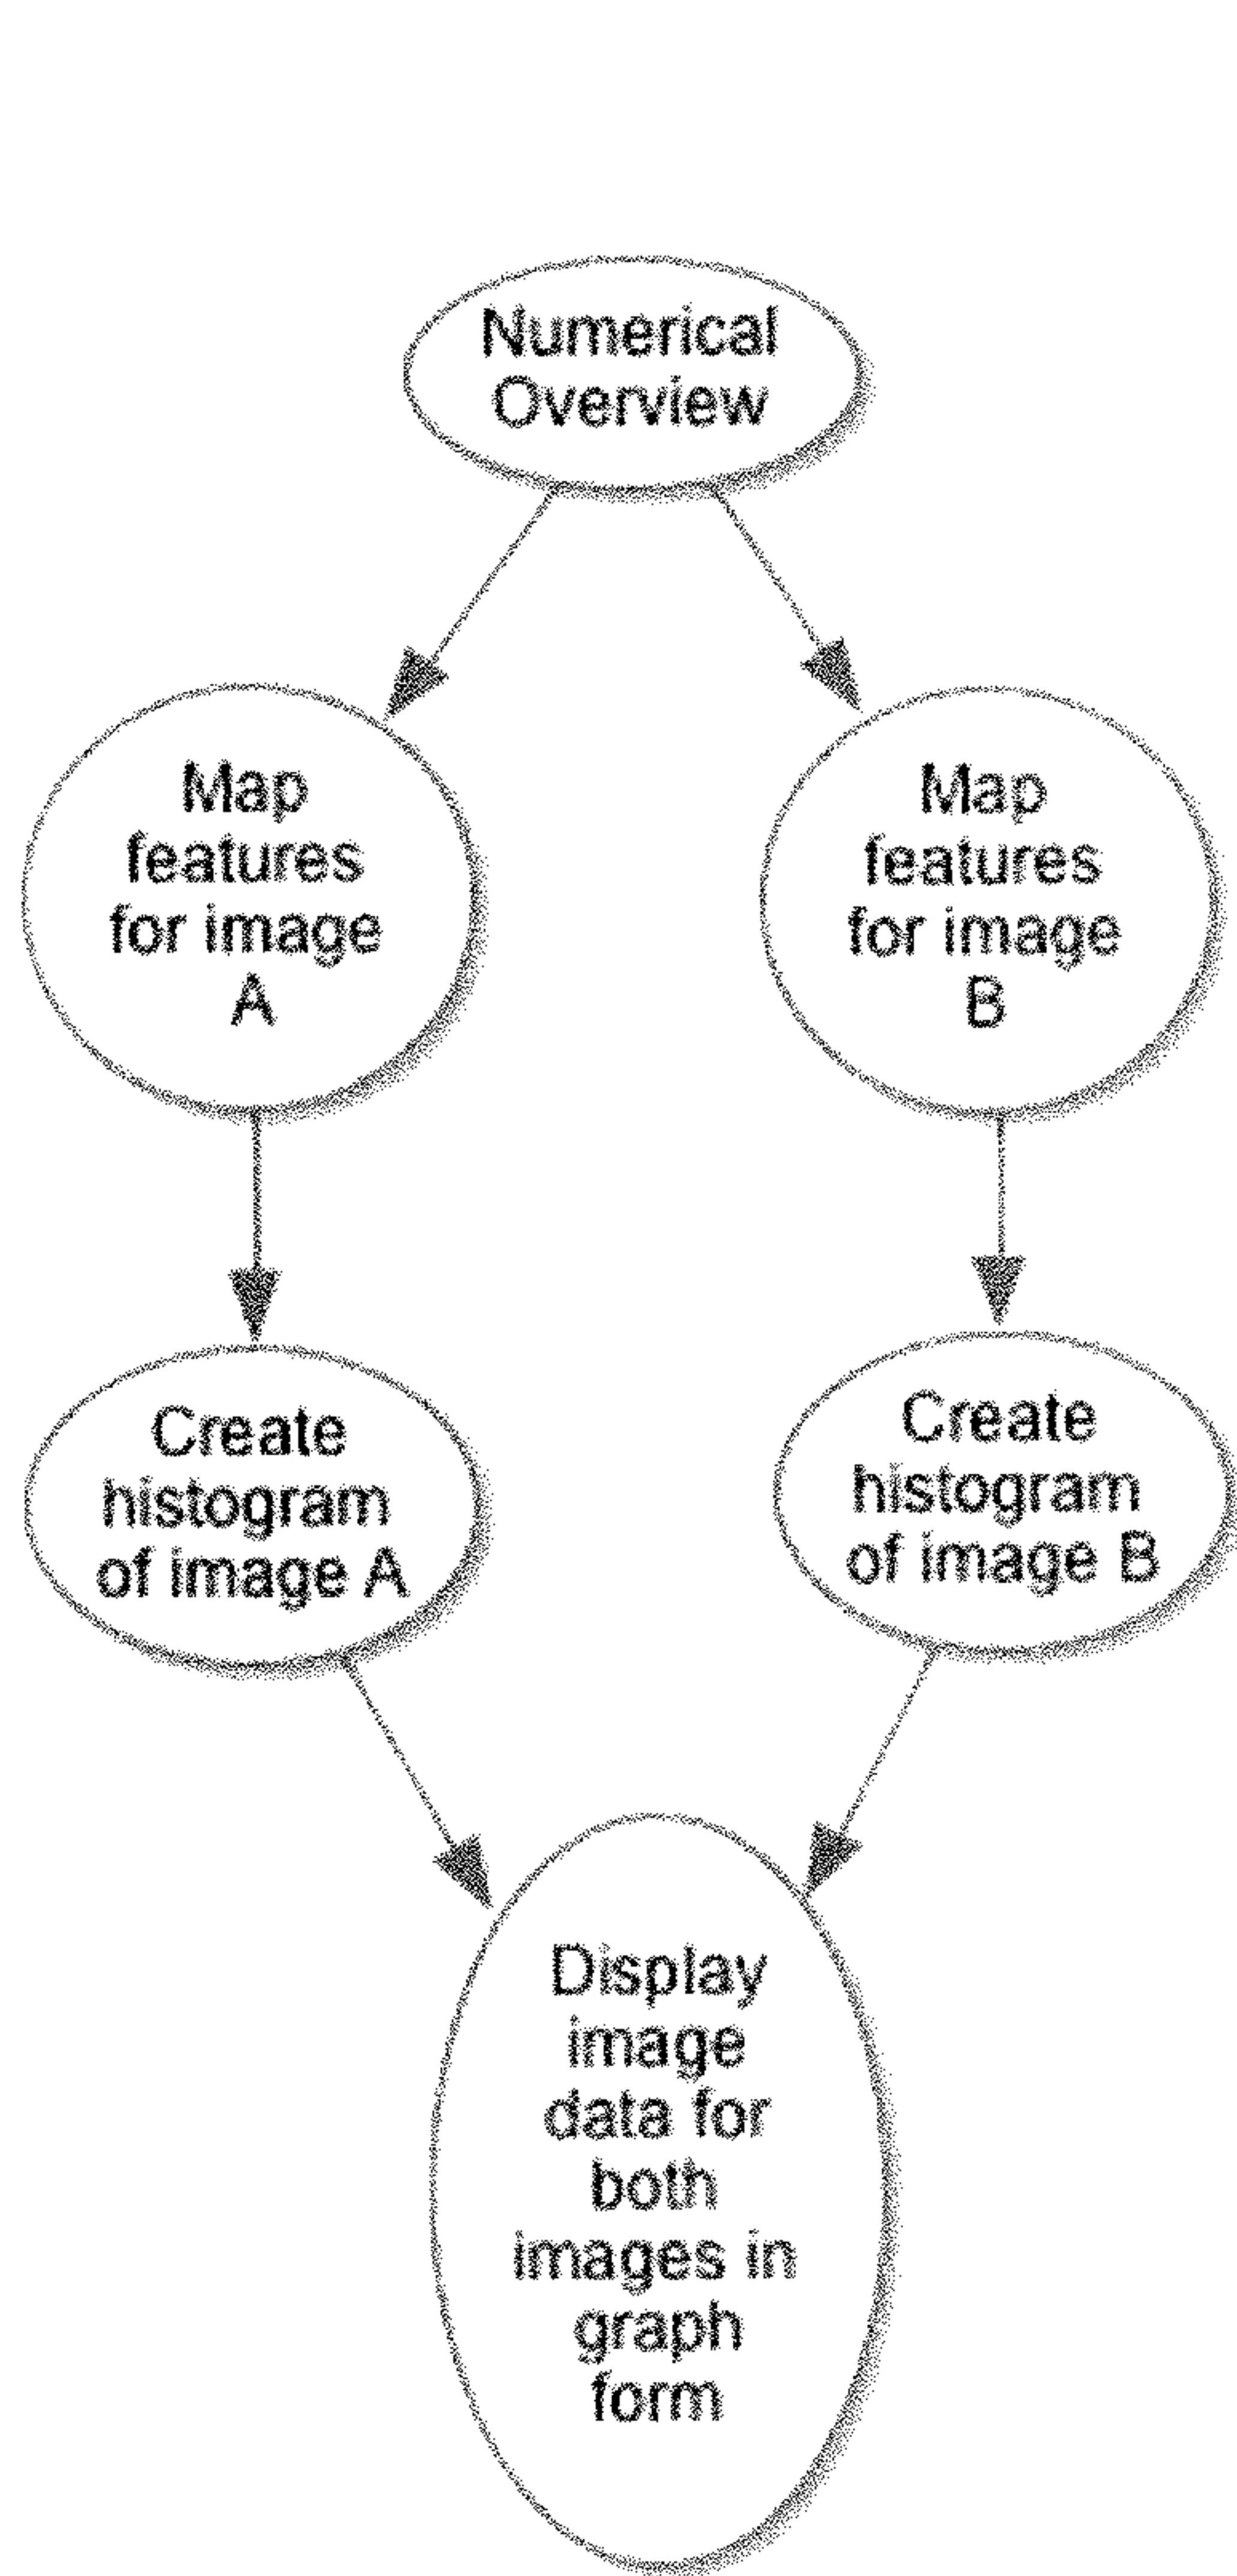 Numerical
Overview
Map
features
for image
A
Map
features
for image
B
Create
histogram
of image A
Create
histogram
of image B
Display
image
data for
both
images in
graph
form